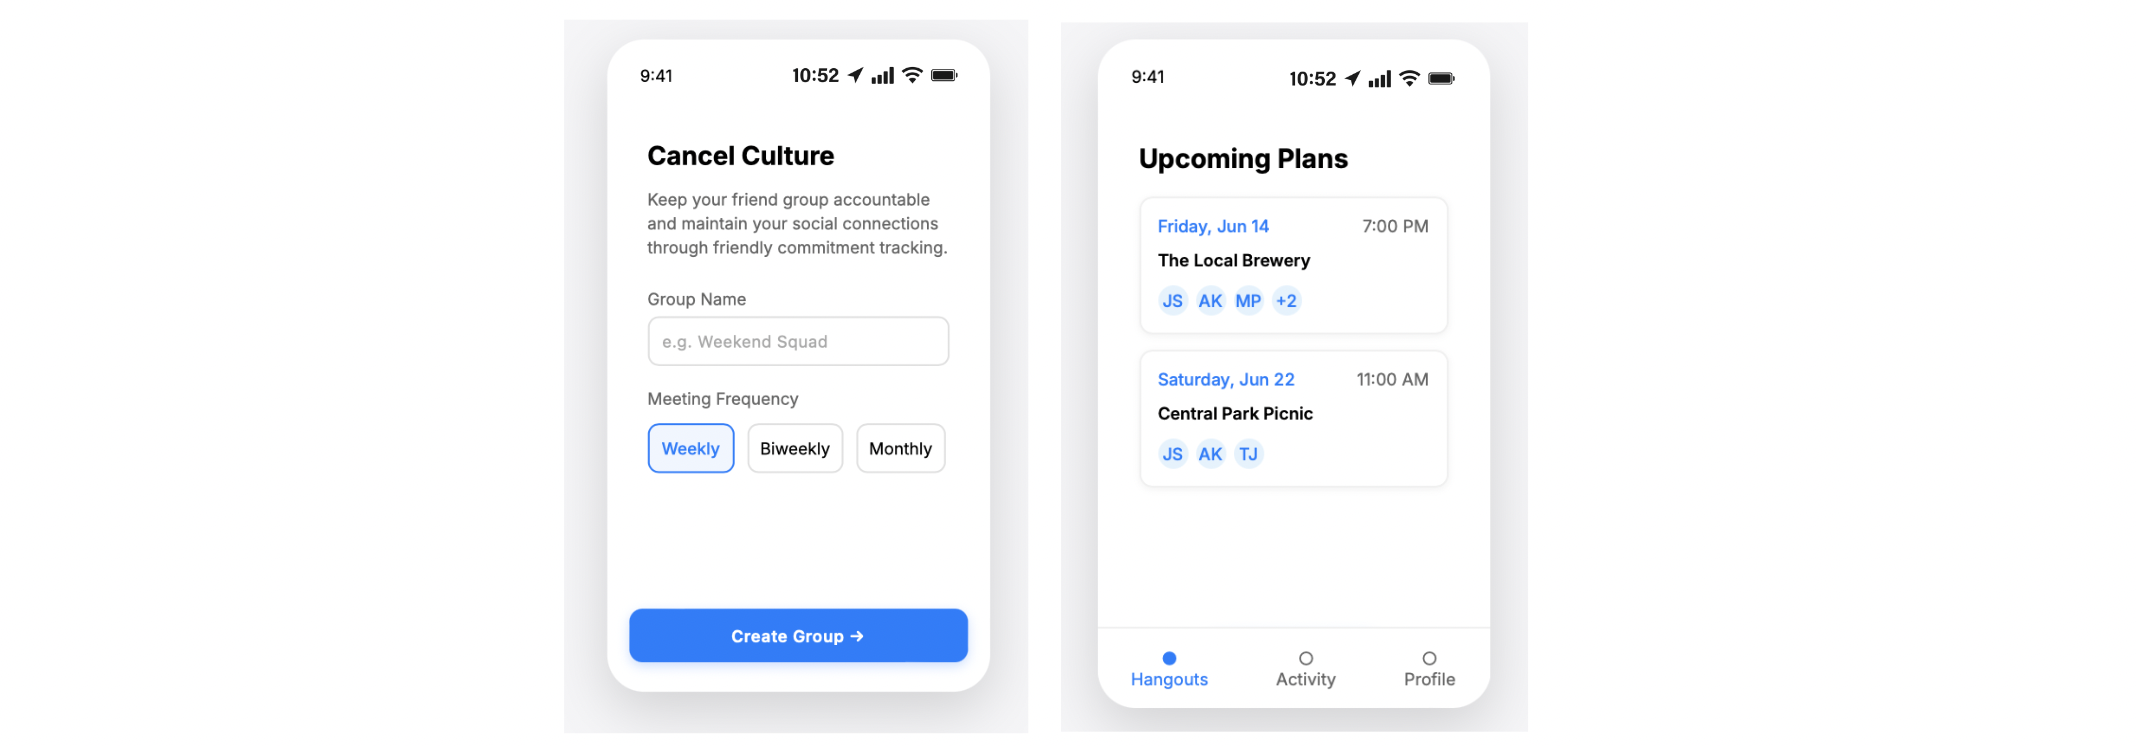 9:41 10:52
Cancel Culture
Keep your friend group accountable
and maintain your social connections
through friendly commitment tracking.
Group Name
e.g. Weekend Squad
Meeting Frequency
Weekly Biweekly Monthly
Create Group →
9:41 10:52
Upcoming Plans
Friday, Jun 14 7:00 PM
The Local Brewery
JS AK MP +2
Saturday, Jun 22 11:00 AM
Central Park Picnic
JS AK TJ
Hangouts Activity Profile